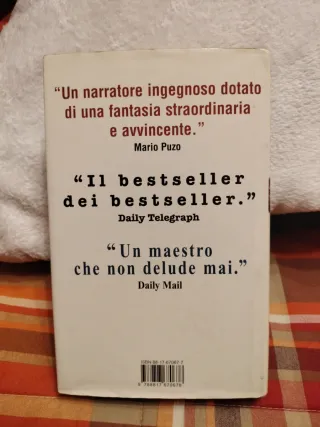 “Un narratore ingegnoso dotato
di una fantasia straordinaria
e avvincente.”
Mario Puzo
“Il bestseller
dei bestseller.”
Daily Telegraph
“Un maestro
che non delude mai.”
Daily Mail